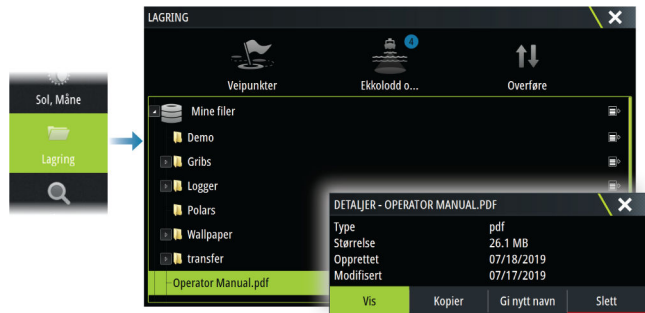 Sol, Måne
Lagring
LAGRING
4
Veipunkter
Ekkolodd o...
Overføre
Mine filer
Demo
Gribs
Logger
Polars
Wallpaper
transfer
Operator Manual.pdf
DETALJER - OPERATOR MANUAL.PDF
Type pdf
Størrelse 26.1 MB
Opprettet 07/18/2019
Modifisert 07/17/2019
Vis Kopier Gi nytt navn Slett